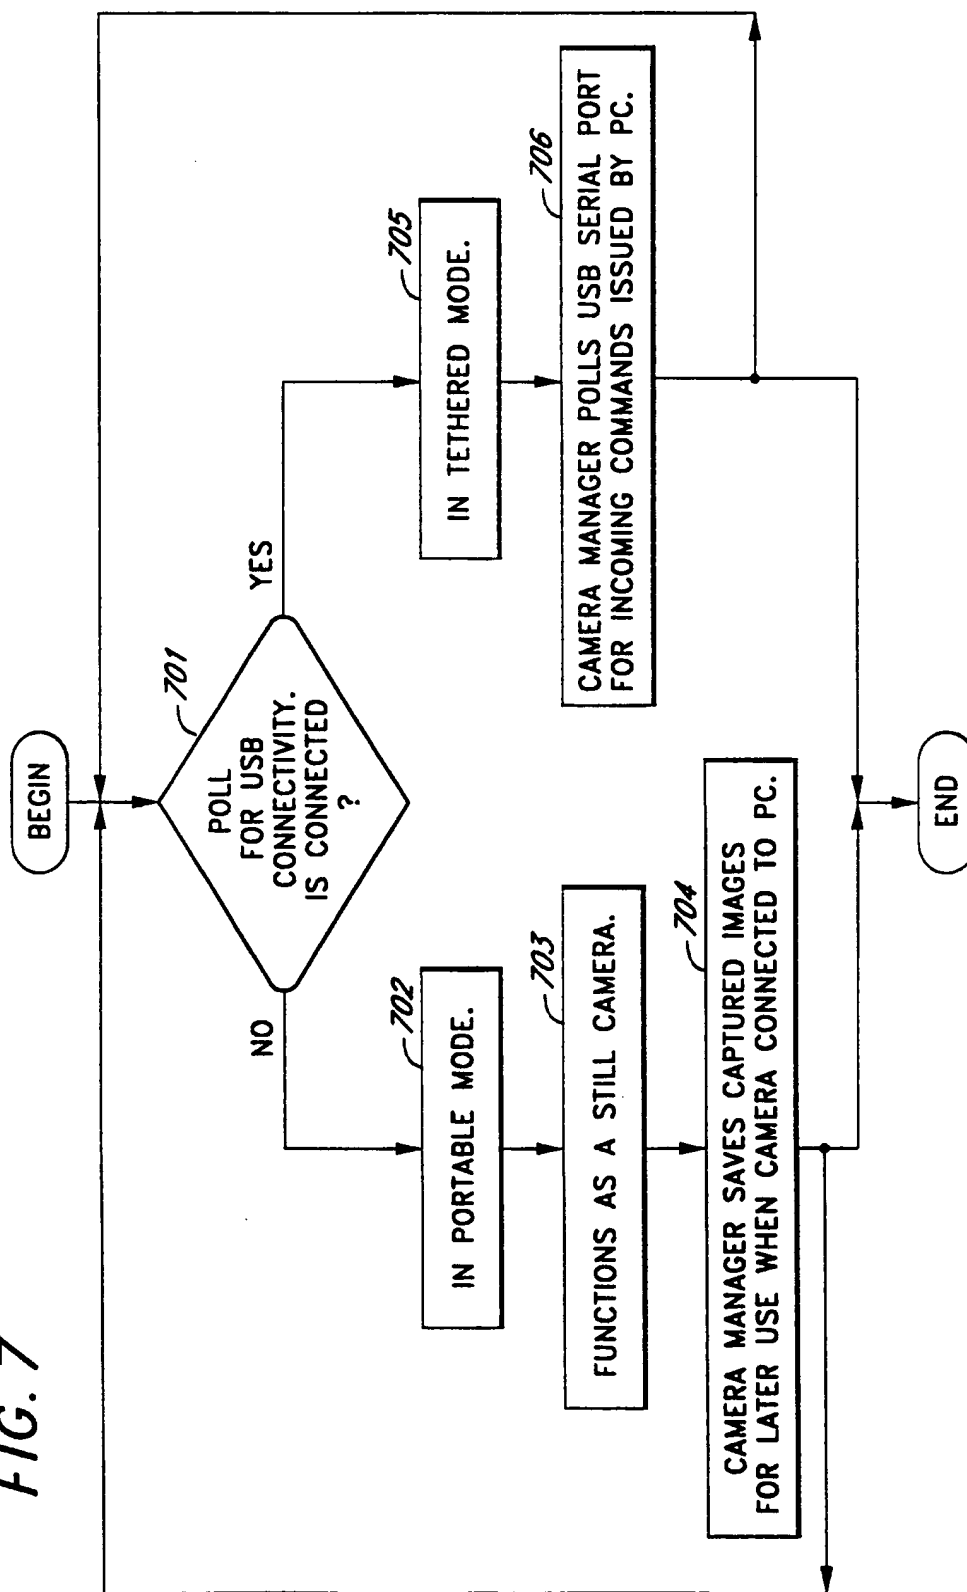 FIG. 7
BEGIN
701
POLL
FOR USB
CONNECTIVITY.
IS CONNECTED
?
NO
YES
702
IN PORTABLE MODE.
703
FUNCTIONS AS A STILL CAMERA.
704
CAMERA MANAGER SAVES CAPTURED IMAGES
FOR LATER USE WHEN CAMERA CONNECTED TO PC.
705
IN TETHERED MODE.
706
CAMERA MANAGER POLLS USB SERIAL PORT
FOR INCOMING COMMANDS ISSUED BY PC.
END